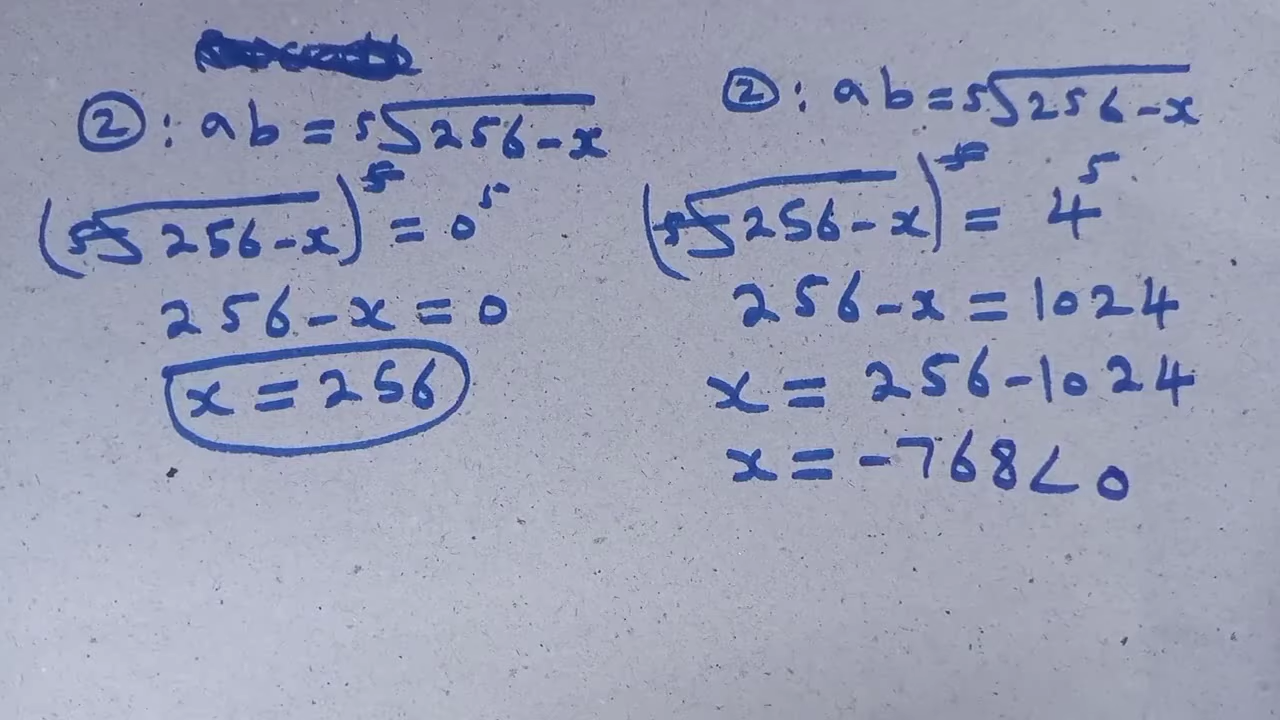 ②: ab = ⁵√(256-x)
(⁵√(256-x))⁵ = 0⁵
256-x = 0
x = 256
②: ab = ⁵√(256-x)
(⁵√(256-x))⁵ = 4⁵
256-x = 1024
x = 256-1024
x = -768 < 0